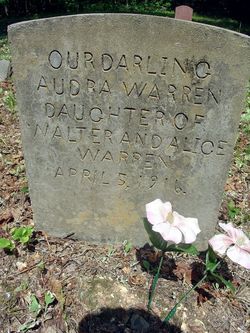 OUR DARLING
AUDRA WARREN
DAUGHTER OF
WALTER AND ALICE
WARREN
APRIL 5, 1916.